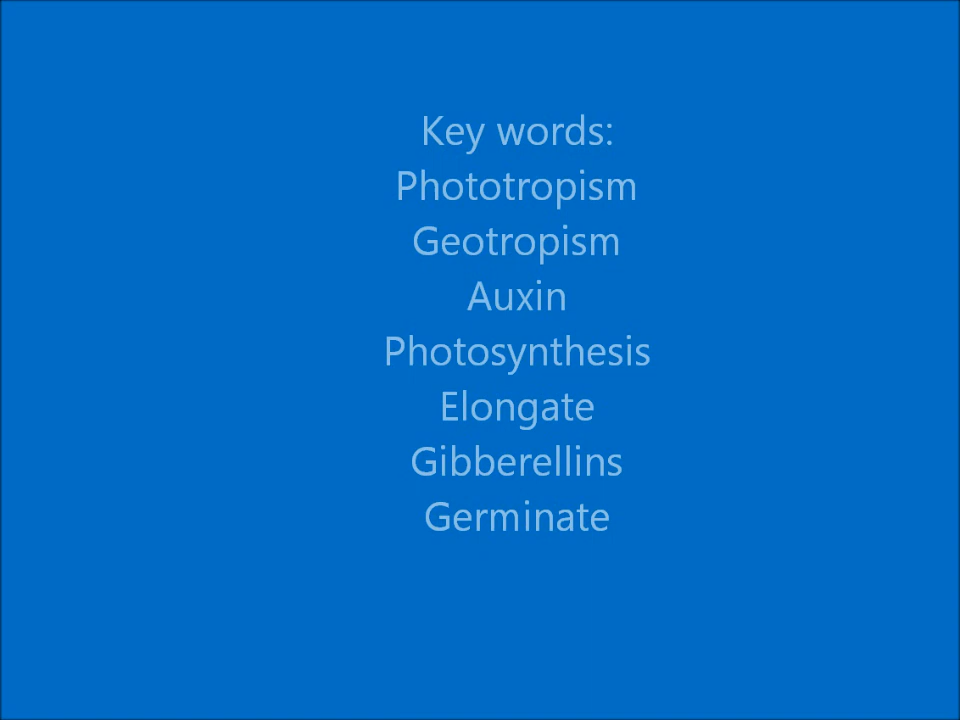 Key words:
Phototropism
Geotropism
Auxin
Photosynthesis
Elongate
Gibberellins
Germinate